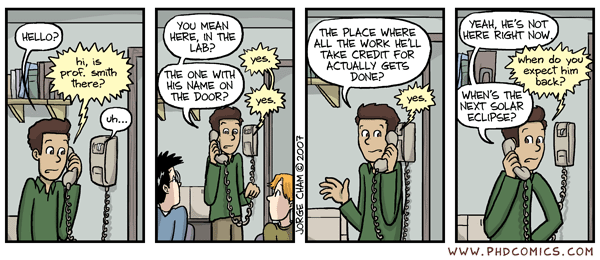 HELLO?
hi, is
prof. smith
there?
uh...
YOU MEAN
HERE, IN THE
LAB?
yes.
THE ONE WITH
HIS NAME ON
THE DOOR?
yes.
JORGE CHAM © 2007
THE PLACE WHERE
ALL THE WORK HE'LL
TAKE CREDIT FOR
ACTUALLY GETS
DONE?
yes.
YEAH, HE'S NOT
HERE RIGHT NOW.
when do you
expect him
back?
WHEN'S THE
NEXT SOLAR
ECLIPSE?
WWW.PHDCOMICS.COM